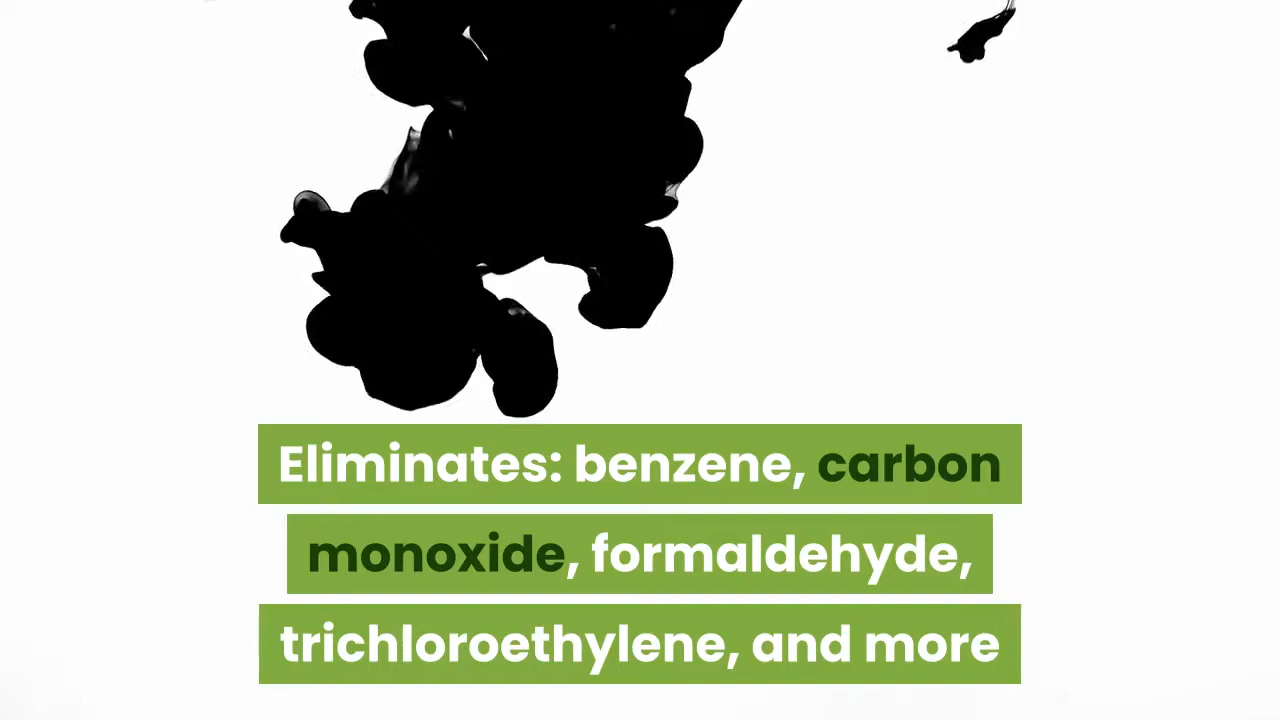 Eliminates: benzene, carbon
monoxide, formaldehyde,
trichloroethylene, and more